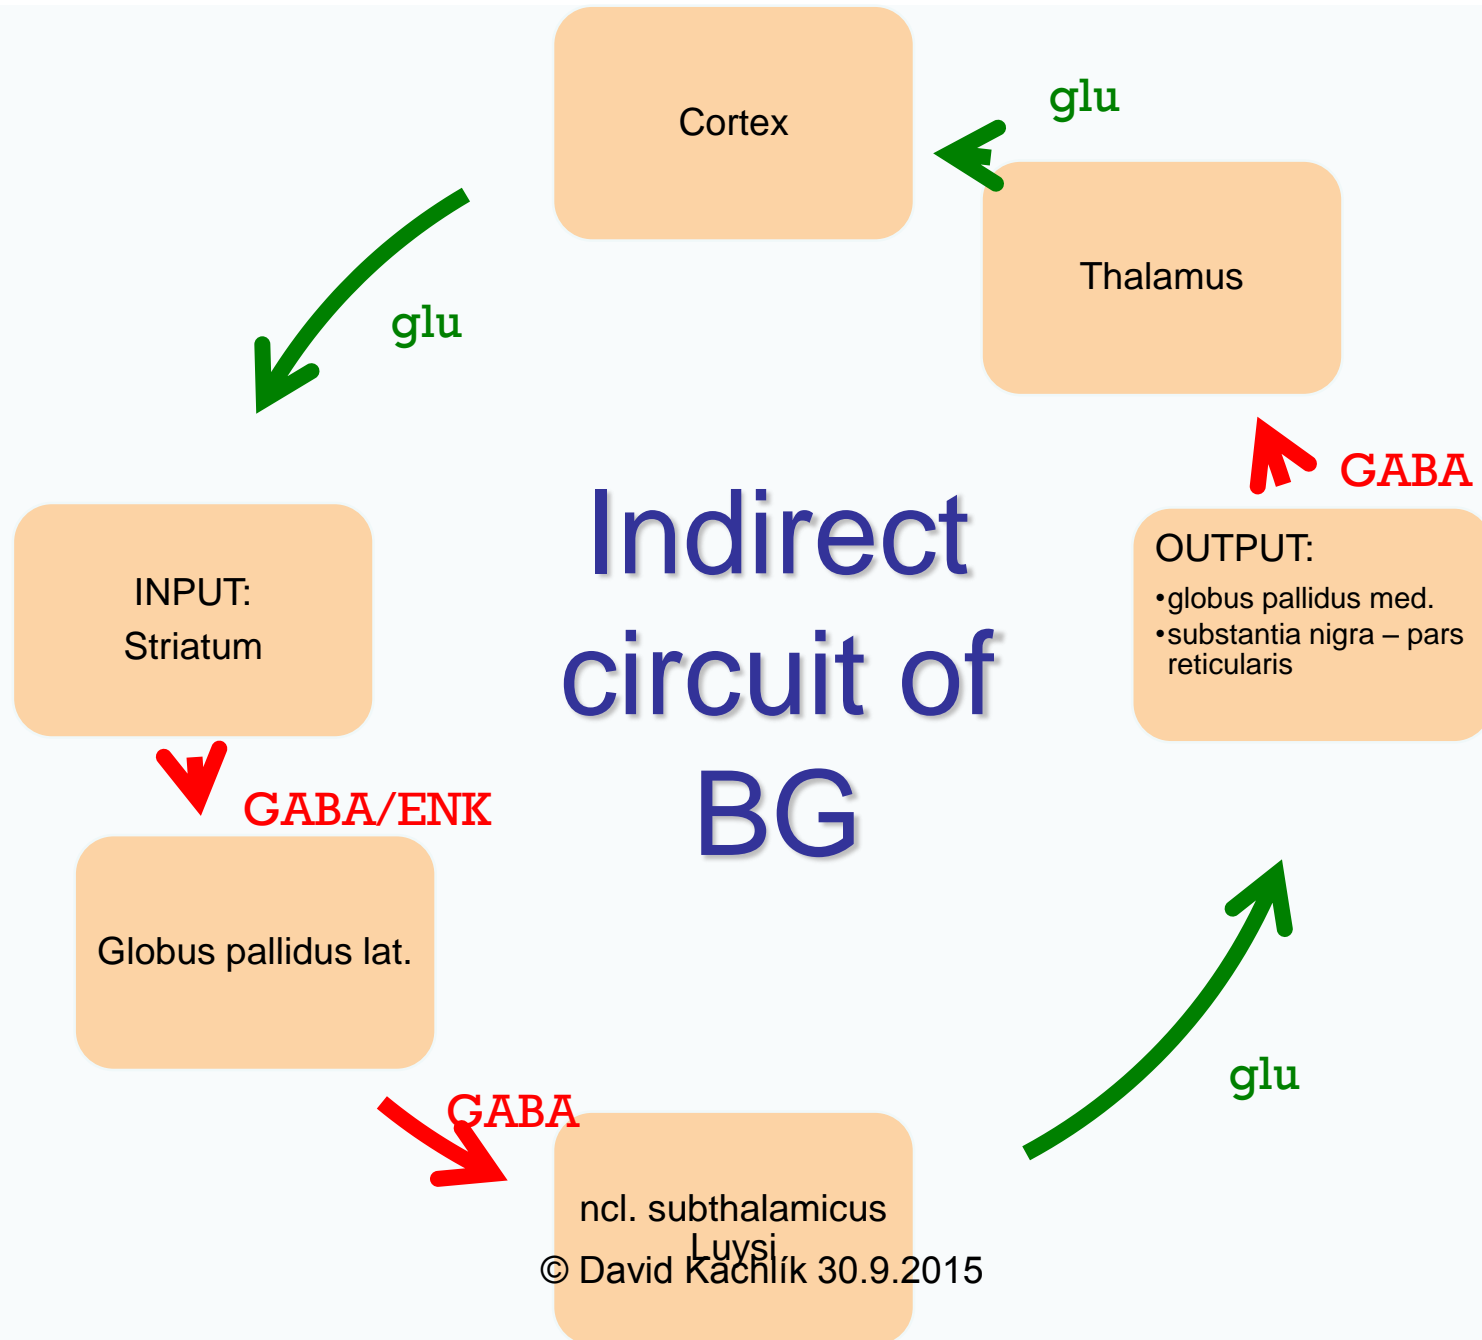 Cortex
glu
Thalamus
glu
GABA
Indirect
circuit of
BG
INPUT:
Striatum
OUTPUT:
•globus pallidus med.
•substantia nigra – pars
reticularis
GABA/ENK
Globus pallidus lat.
GABA
glu
ncl. subthalamicus
Luysi
© David Kachlík 30.9.2015